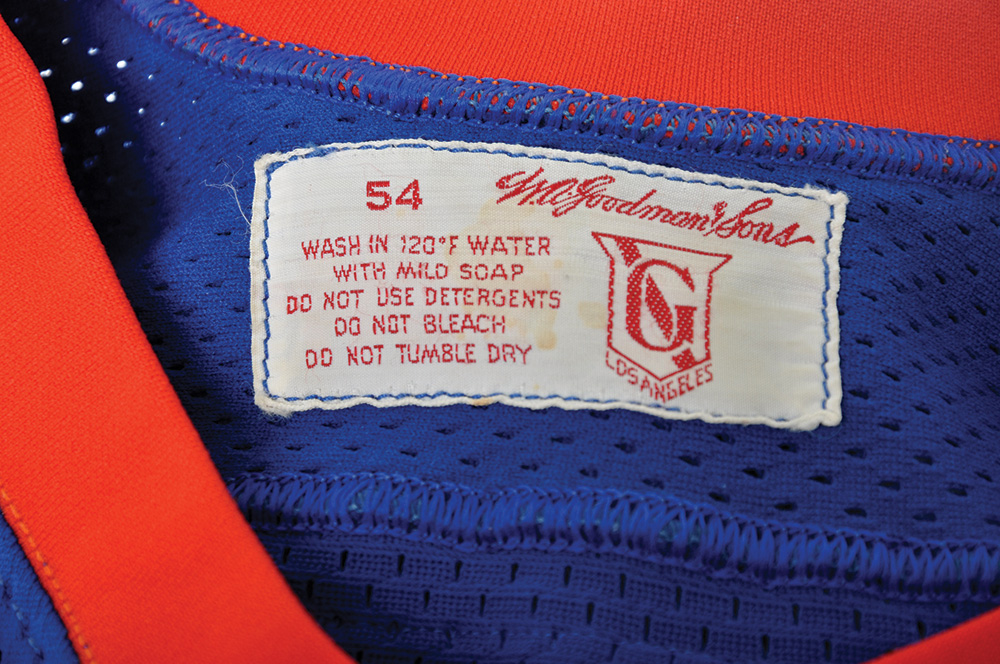 54
WASH IN 120°F WATER
WITH MILD SOAP
DO NOT USE DETERGENTS
DO NOT BLEACH
DO NOT TUMBLE DRY
W.A. Goodman & Sons
G
LOS ANGELES